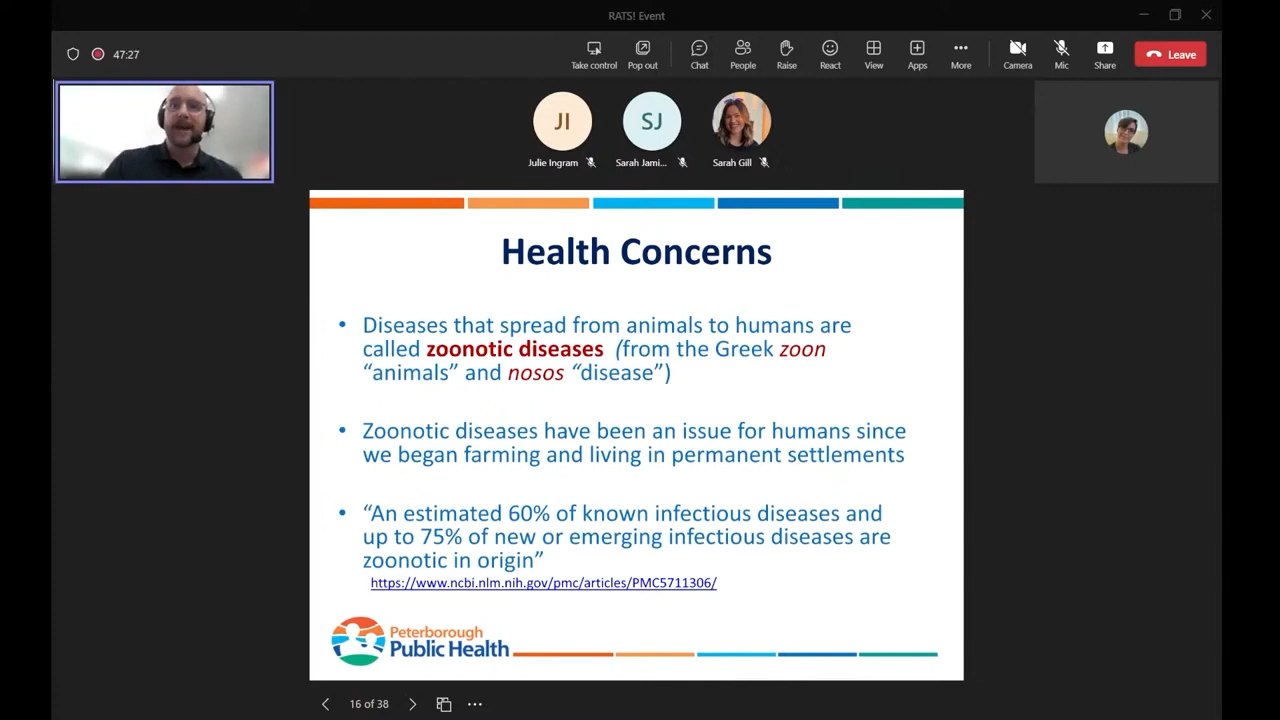 RATS! Event
47:27
Take control
Pop out
Chat
People
Raise
React
View
Apps
More
Camera
Mic
Share
Leave
JI
SJ
Julie Ingram
Sarah Jami...
Sarah Gill
Health Concerns
• Diseases that spread from animals to humans are
called zoonotic diseases (from the Greek zoon
“animals” and nosos “disease”)
• Zoonotic diseases have been an issue for humans since
we began farming and living in permanent settlements
• “An estimated 60% of known infectious diseases and
up to 75% of new or emerging infectious diseases are
zoonotic in origin”
https://www.ncbi.nlm.nih.gov/pmc/articles/PMC5711306/
Peterborough
Public Health
16 of 38